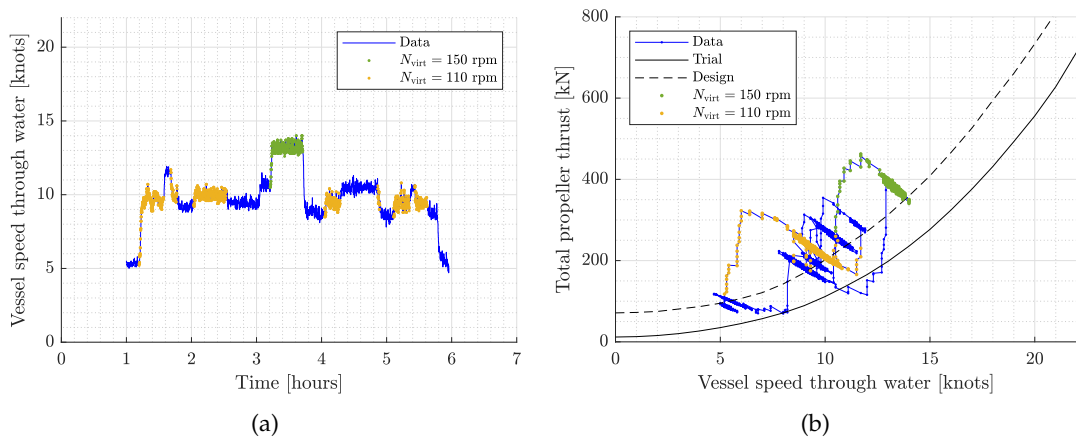 20
15
10
5
0
Vessel speed through water [knots]
Data
N_virt = 150 rpm
N_virt = 110 rpm
0 1 2 3 4 5 6 7
Time [hours]
(a)
800
600
400
200
0
Total propeller thrust [kN]
Data
Trial
Design
N_virt = 150 rpm
N_virt = 110 rpm
0 5 10 15 20
Vessel speed through water [knots]
(b)